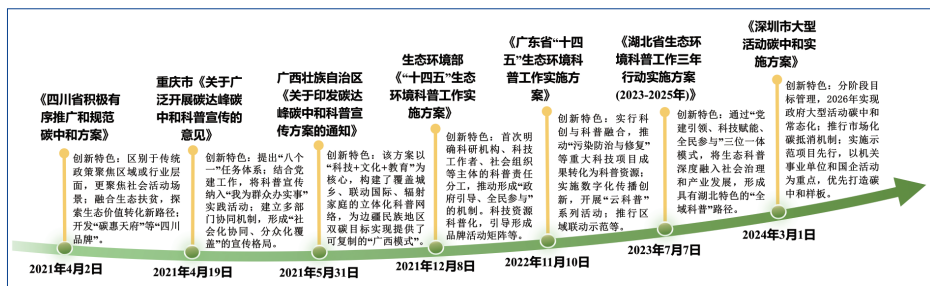 《四川省积极有
序推广和规范
碳中和方案》
创新特色：区别于传统
政策聚焦区域或行业层
面，更聚焦社会活动场
景；融合生态扶贫，探
索生态价值转化新路径；
开发“碳惠天府”等“四川
品牌”。
2021年4月2日
重庆市《关于广
泛开展碳达峰碳
中和科普宣传的
意见》
创新特色：提出“八个
一”任务体系；结合
党建工作，将科普宣传
纳入“我为群众办实事”
实践活动；建立多部
门协同机制，形成“社
会化协同、分众化覆
盖”的宣传格局。
2021年4月19日
广西壮族自治区
《关于印发碳达
峰碳中和科普宣
传方案的通知》
创新特色：该方案以
“科技+文化+教育”为
核心，构建了覆盖城
乡、联动国际、辐射
家庭的立体化科普网
络，为边疆民族地区
双碳目标实现提供了
可复制的“广西模式”。
2021年5月31日
生态环境部
《“十四五”生态
环境科普工作实
施方案》
创新特色：首次明
确科研机构、科技
工作者、社会组织
等主体的科普责任
分工，推动形成“政
府引导、全民参与”
的机制。科技资源
科普化，引导形成
品牌活动矩阵等。
2021年12月8日
《广东省“十四
五”生态环境科
普工作实施方
案》
创新特色：实行科
创与科普融合，推
动“污染防治与修复”
等重大科技项目成
果转化为科普资源；
实施数字化传播创
新，开展“云科普”
系列活动；推行区
域联动示范等。
2022年11月10日
《湖北省生态环
境科普工作三年
行动实施方案
(2023-2025年)》
创新特色：通过“党
建引领、科技赋能、
全民参与”三位一体
模式，将生态科普
深度融入社会治理
和产业发展，形成
具有湖北特色的“全
域科普”路径。
2023年7月7日
《深圳市大型
活动碳中和实
施方案》
创新特色：分阶段目
标管理，2026年实现
政府大型活动碳中和
常态化；推行市场化碳
抵消机制；实施示
范项目先行，以机关
事业单位和国企活动
为重点，优先打造碳
中和样板。
2024年3月1日